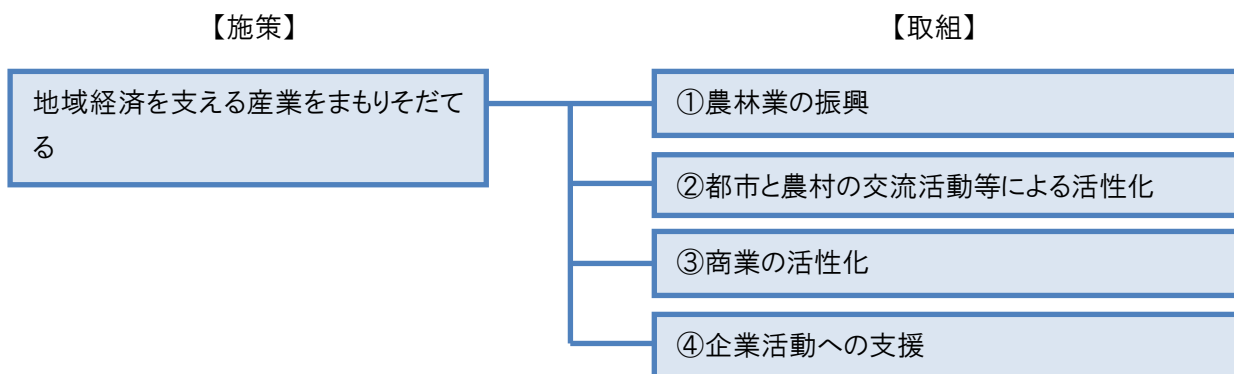 【施策】
【取組】
地域経済を支える産業をまもりそだて
る
①農林業の振興
②都市と農村の交流活動等による活性化
③商業の活性化
④企業活動への支援